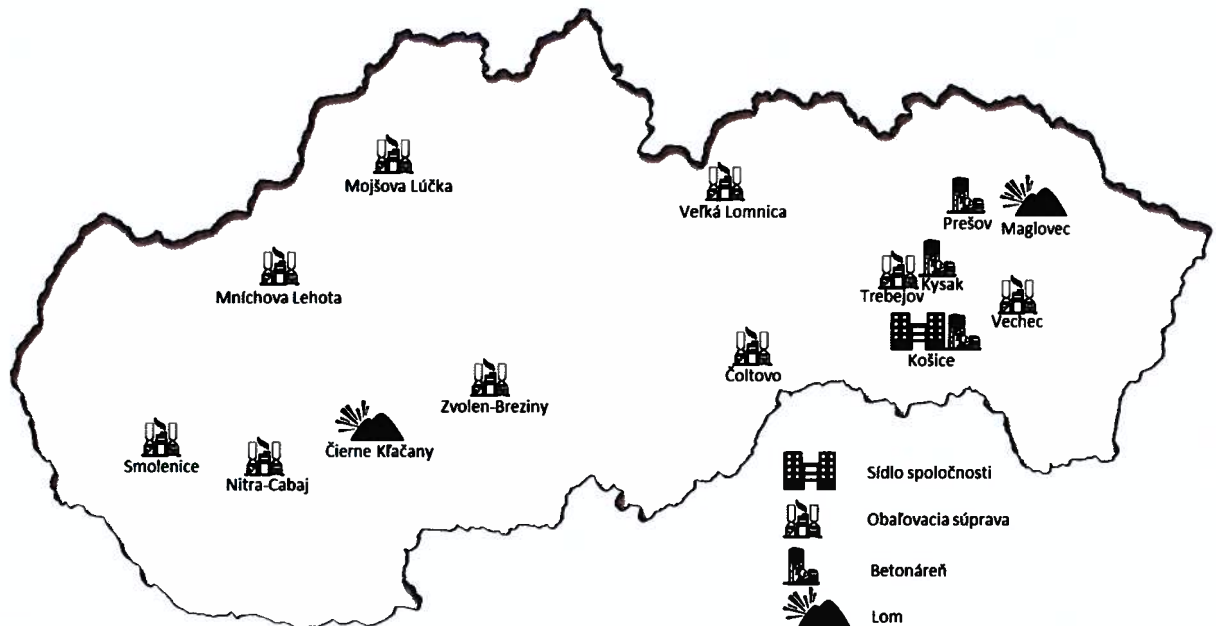 Mojšova Lúčka
Veľká Lomnica
Prešov
Maglovec
Mníchova Lehota
Trebejov
Kysak
Vechec
Košice
Čoltovo
Zvolen-Breziny
Čierne Kľačany
Smolenice
Nitra-Cabaj
Sídlo spoločnosti
Obaľovacia súprava
Betonáreň
Lom